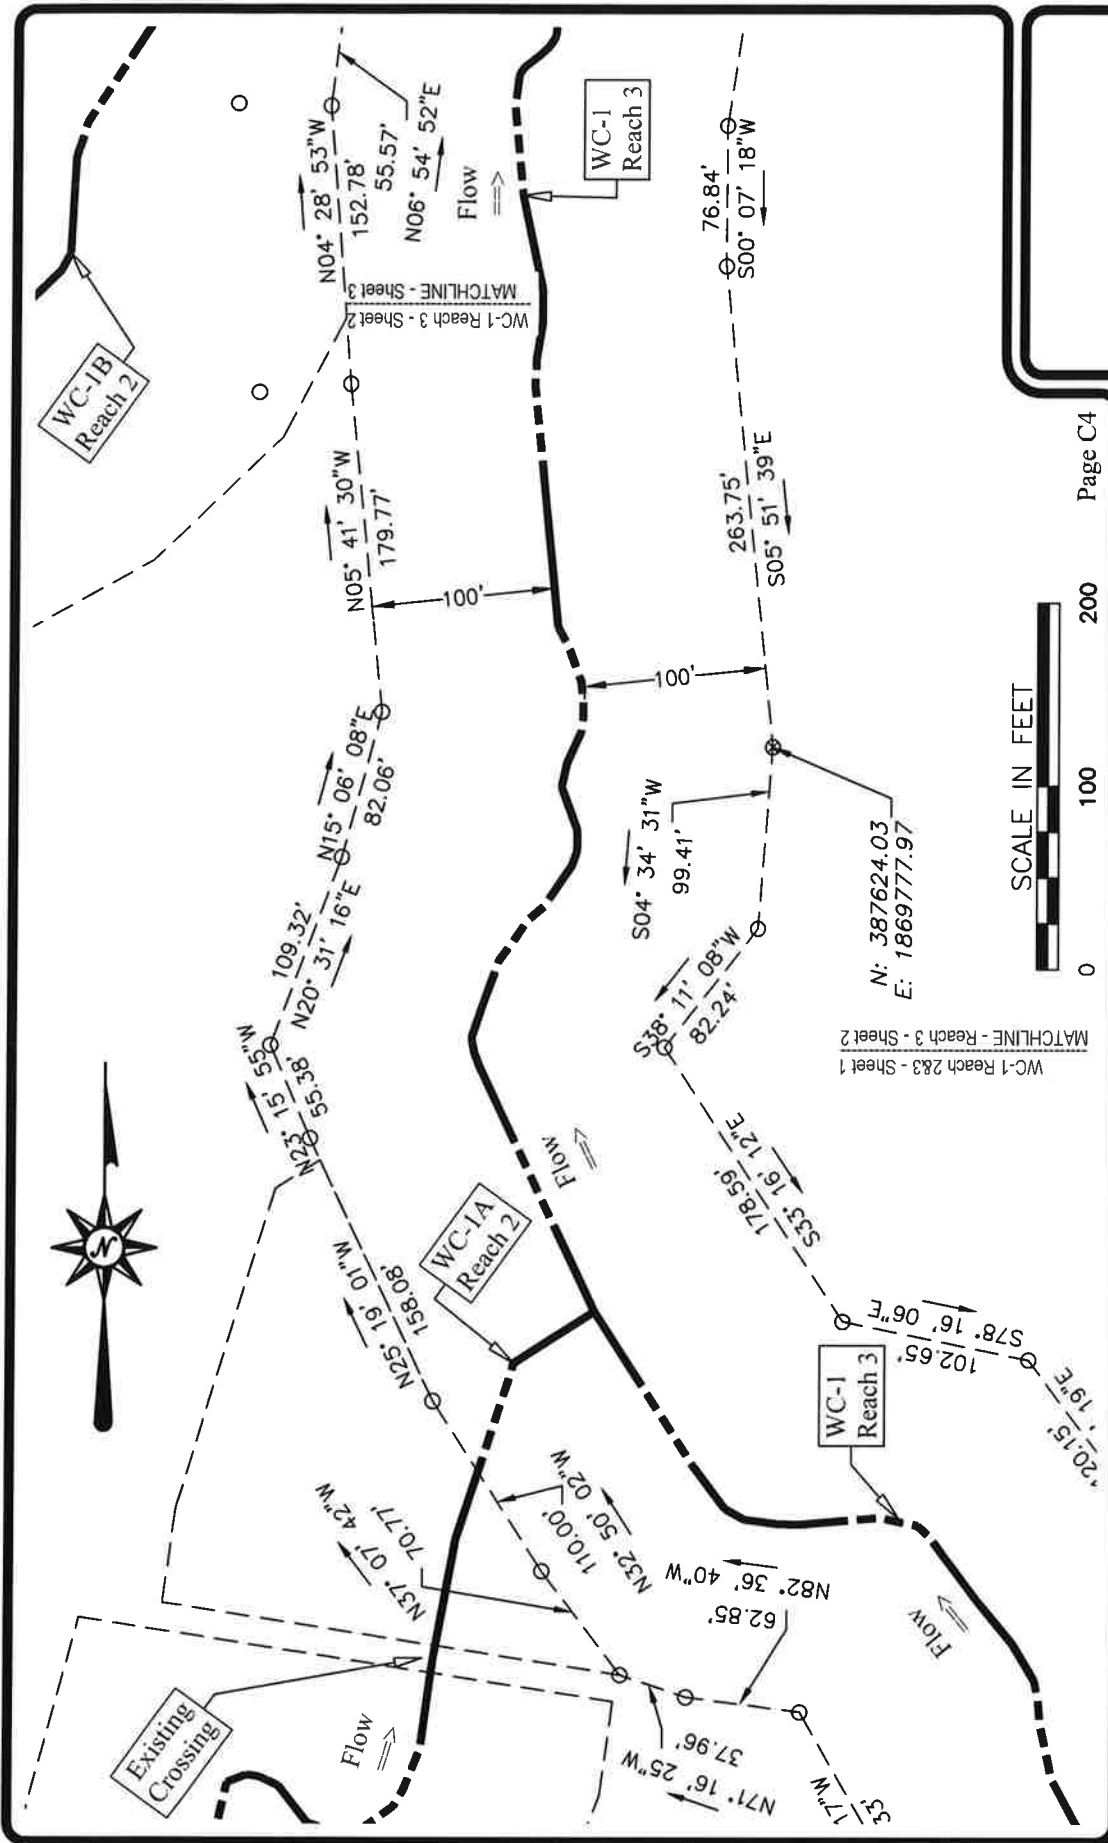 WC-1B
Reach 2
N04° 28' 53"W
152.78'
55.57'
N06° 54' 52"E
Flow
WC-1
Reach 3
MATCHLINE - Sheet 3
WC-1 Reach 3 - Sheet 2
N05° 41' 30"W
179.77'
100'
76.84'
S00° 07' 18"W
263.75'
S05° 51' 39"E
100'
N15° 06' 08"E
82.06'
109.32'
N20° 31' 16"E
N23° 15' 55"W
55.38'
S04° 34' 31"W
99.41'
N: 387624.03
E: 1869777.97
S38° 11' 08"W
82.24'
SCALE IN FEET
0 100 200
Page C4
MATCHLINE - Reach 3 - Sheet 2
WC-1 Reach 2&3 - Sheet 1
N
Flow
178.59'
S33° 16' 12"E
WC-1A
Reach 2
N25° 19' 01"W
158.08'
S78° 16' 06"E
102.65'
WC-1
Reach 3
20.15'
19"E
N37° 07' 42"W
70.77'
110.00'
N32° 50' 02"W
N82° 36' 40"W
62.85'
Flow
Existing
Crossing
Flow
37.96'
N71° 16' 25"W
17"W
33'